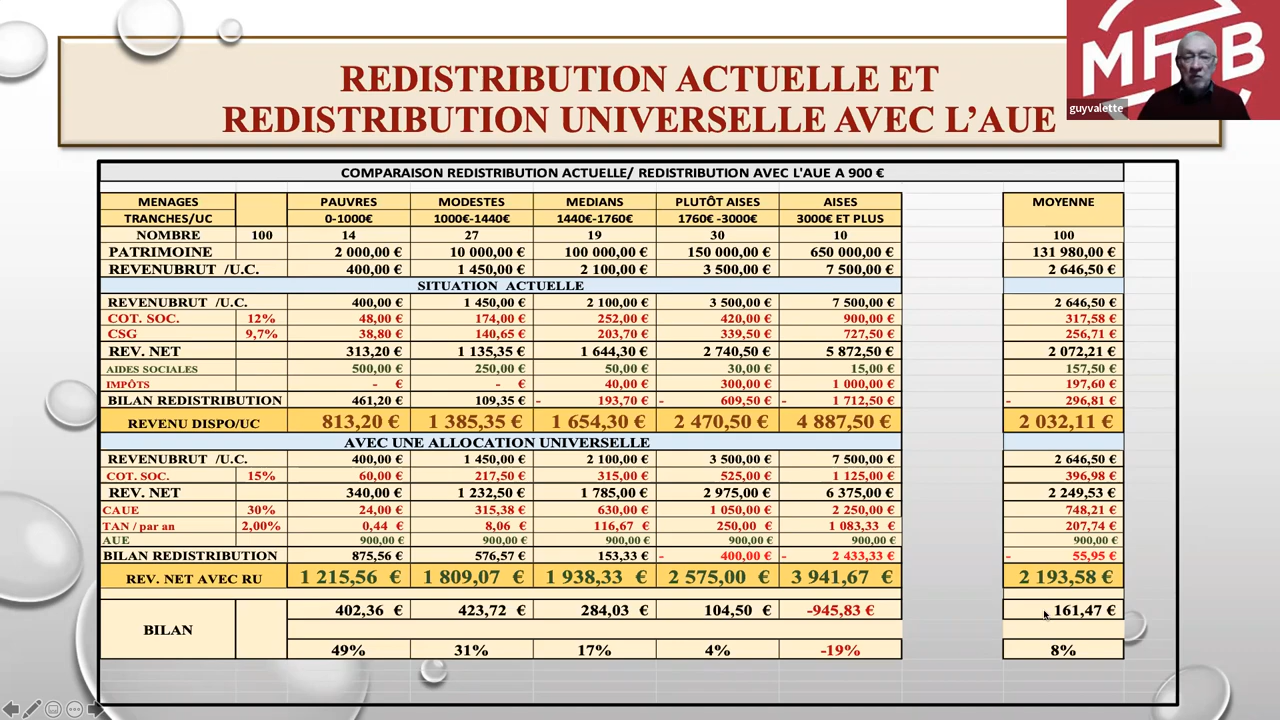 REDISTRIBUTION ACTUELLE ET
REDISTRIBUTION UNIVERSELLE AVEC L’AUE
guyvalette
COMPARAISON REDISTRIBUTION ACTUELLE/ REDISTRIBUTION AVEC L'AUE A 900 €
MENAGES PAUVRES MODESTES MEDIANS PLUTÔT AISES AISES MOYENNE
TRANCHES/UC 0-1000€ 1000€-1440€ 1440€-1760€ 1760€ -3000€ 3000€ ET PLUS
NOMBRE 100 14 27 19 30 10 100
PATRIMOINE 2 000,00 € 10 000,00 € 100 000,00 € 150 000,00 € 650 000,00 € 131 980,00 €
REVENUBRUT /U.C. 400,00 € 1 450,00 € 2 100,00 € 3 500,00 € 7 500,00 € 2 646,50 €
SITUATION ACTUELLE
REVENUBRUT /U.C. 400,00 € 1 450,00 € 2 100,00 € 3 500,00 € 7 500,00 € 2 646,50 €
COT. SOC. 12% 48,00 € 174,00 € 252,00 € 420,00 € 900,00 € 317,58 €
CSG 9,7% 38,80 € 140,65 € 203,70 € 339,50 € 727,50 € 256,71 €
REV. NET 313,20 € 1 135,35 € 1 644,30 € 2 740,50 € 5 872,50 € 2 072,21 €
AIDES SOCIALES 500,00 € 250,00 € 50,00 € 30,00 € 15,00 € 157,50 €
IMPÔTS - € - € 40,00 € 300,00 € 1 000,00 € 197,60 €
BILAN REDISTRIBUTION 461,20 € 109,35 € - 193,70 € - 609,50 € - 1 712,50 € - 296,81 €
REVENU DISPO/UC 813,20 € 1 385,35 € 1 654,30 € 2 470,50 € 4 887,50 € 2 032,11 €
AVEC UNE ALLOCATION UNIVERSELLE
REVENUBRUT /U.C. 400,00 € 1 450,00 € 2 100,00 € 3 500,00 € 7 500,00 € 2 646,50 €
COT. SOC. 15% 60,00 € 217,50 € 315,00 € 525,00 € 1 125,00 € 396,98 €
REV. NET 340,00 € 1 232,50 € 1 785,00 € 2 975,00 € 6 375,00 € 2 249,53 €
CAUE 30% 24,00 € 315,38 € 630,00 € 1 050,00 € 2 250,00 € 748,21 €
TAN / par an 2,00% 0,44 € 8,06 € 116,67 € 250,00 € 1 083,33 € 207,74 €
AUE 900,00 € 900,00 € 900,00 € 900,00 € 900,00 € 900,00 €
BILAN REDISTRIBUTION 875,56 € 576,57 € 153,33 € - 400,00 € - 2 433,33 € - 55,95 €
REV. NET AVEC RU 1 215,56 € 1 809,07 € 1 938,33 € 2 575,00 € 3 941,67 € 2 193,58 €
402,36 € 423,72 € 284,03 € 104,50 € -945,83 € 161,47 €
BILAN
49% 31% 17% 4% -19% 8%